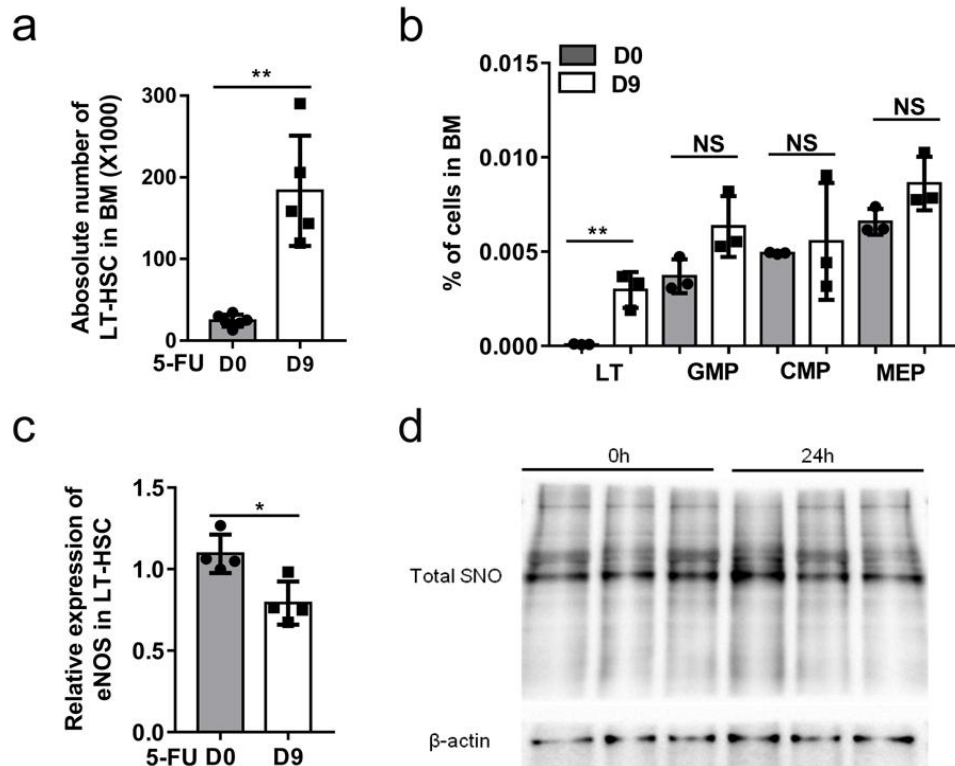 a
Abosolute number of
LT-HSC in BM (X1000)
300
200
100
0
**
5-FU D0 D9
b
% of cells in BM
0.015
0.010
0.005
0.000
D0
D9
**
NS
NS
NS
LT GMP CMP MEP
c
Relative expression of
eNOS in LT-HSC
1.5
1.0
0.5
0.0
*
5-FU D0 D9
d
0h 24h
Total SNO
β-actin